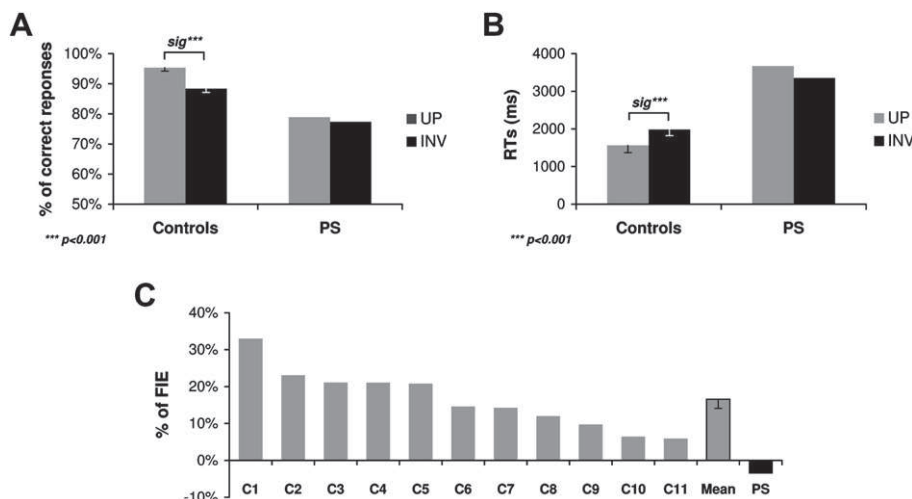 A
sig***
100%
90%
80%
70%
60%
50%
% of correct reponses
UP
INV
Controls PS
*** p<0.001
B
sig***
4000
3000
2000
1000
0
RTs (ms)
UP
INV
Controls PS
*** p<0.001
C
40%
30%
20%
10%
0%
-10%
% of FIE
C1 C2 C3 C4 C5 C6 C7 C8 C9 C10 C11 Mean PS